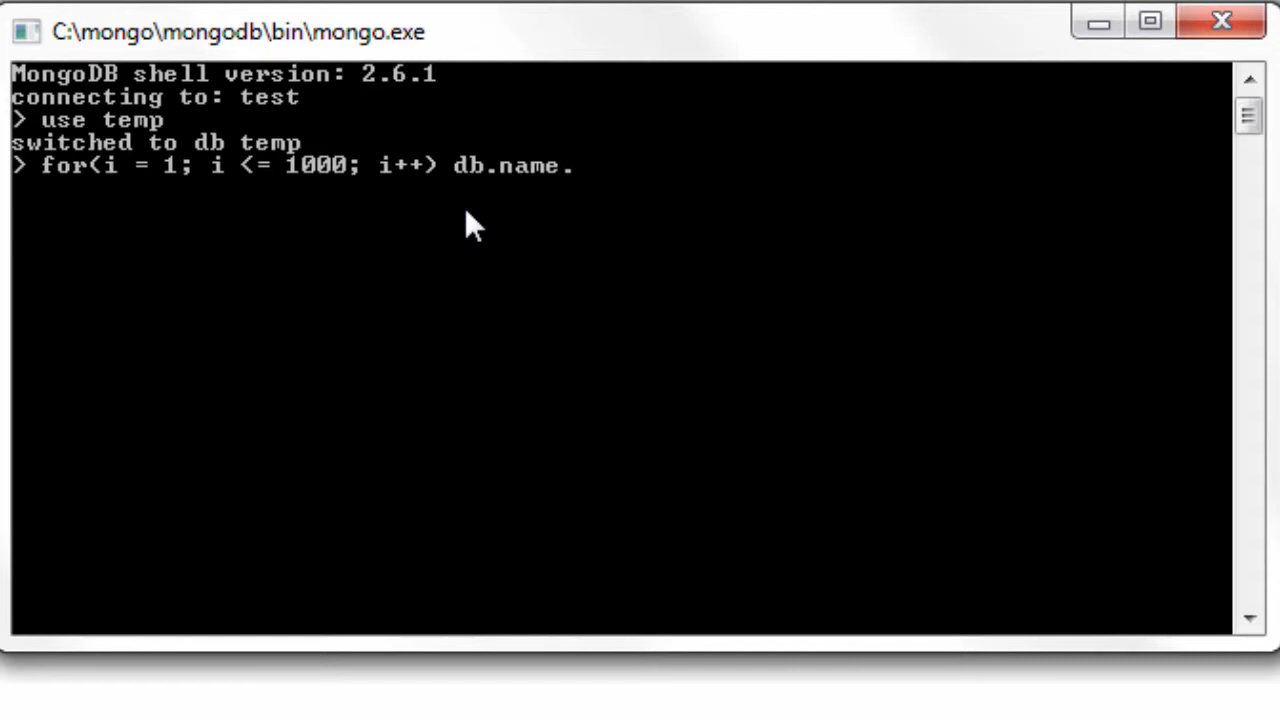 C:\mongo\mongodb\bin\mongo.exe
MongoDB shell version: 2.6.1
connecting to: test
> use temp
switched to db temp
> for(i = 1; i <= 1000; i++) db.name.